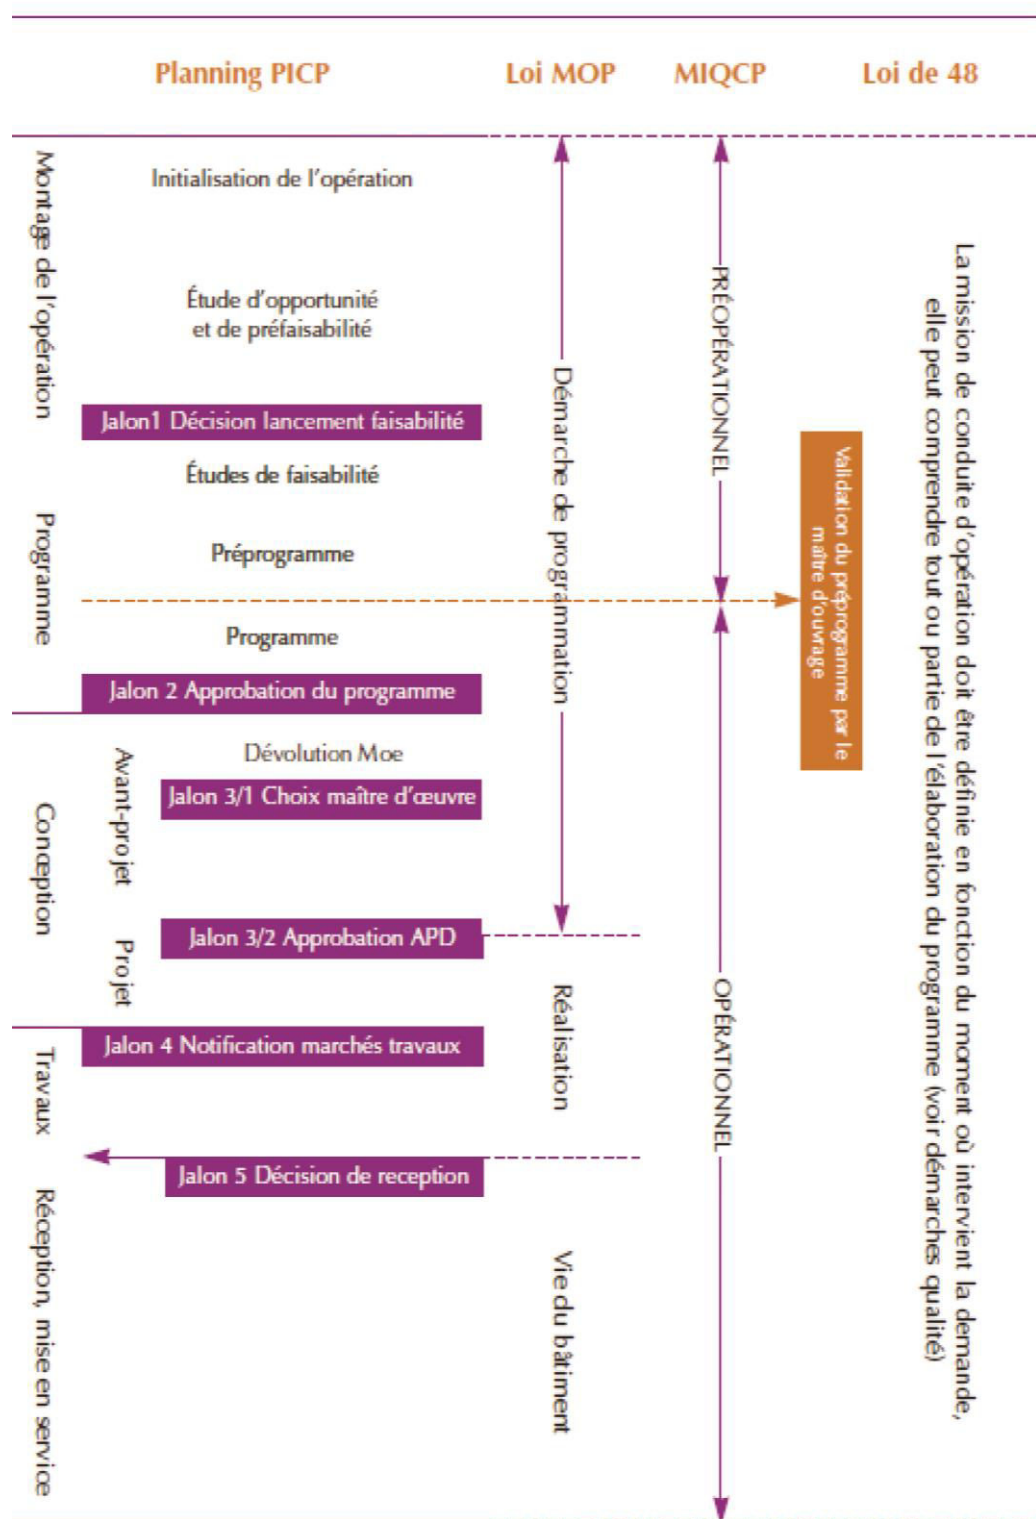 Planning PICP
Loi MOP
MIQCP
Loi de 48
Montage de l'opération
Programme
Conception
Travaux
Réception, mise en service
Avant-projet
Projet
Initialisation de l'opération
Étude d'opportunité
et de préfaisabilité
Jalon1 Décision lancement faisabilité
Études de faisabilité
Préprogramme
Programme
Jalon 2 Approbation du programme
Dévolution Moe
Jalon 3/1 Choix maître d'œuvre
Jalon 3/2 Approbation APD
Jalon 4 Notification marchés travaux
Jalon 5 Décision de reception
Démarche de programmation
Réalisation
Vie du bâtiment
PRÉOPÉRATIONNEL
OPÉRATIONNEL
Validation du préprogramme par le
maître d'ouvrage
La mission de conduite d'opération doit être définie en fonction du moment où intervient la demande,
elle peut comprendre tout ou partie de l'élaboration du programme (voir démarches qualité)